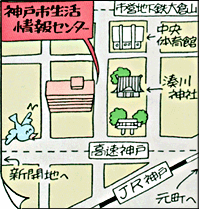 神戸市生活
情報センター
市営地下鉄大倉山
中央
体育館
湊川
神社
高速神戸
新開地へ
JR神戸
元町へ